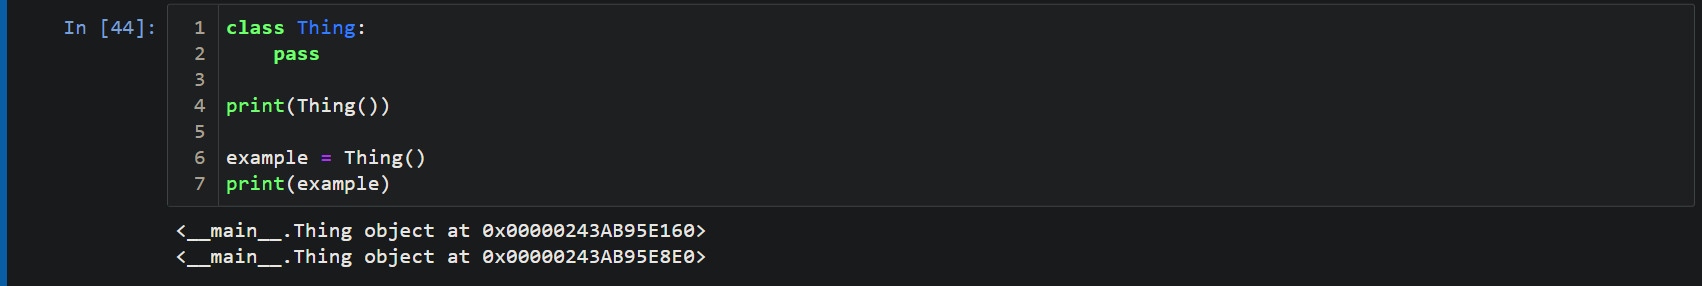 In [44]:
1 class Thing:
2     pass
3
4 print(Thing())
5
6 example = Thing()
7 print(example)
<__main__.Thing object at 0x00000243AB95E160>
<__main__.Thing object at 0x00000243AB95E8E0>